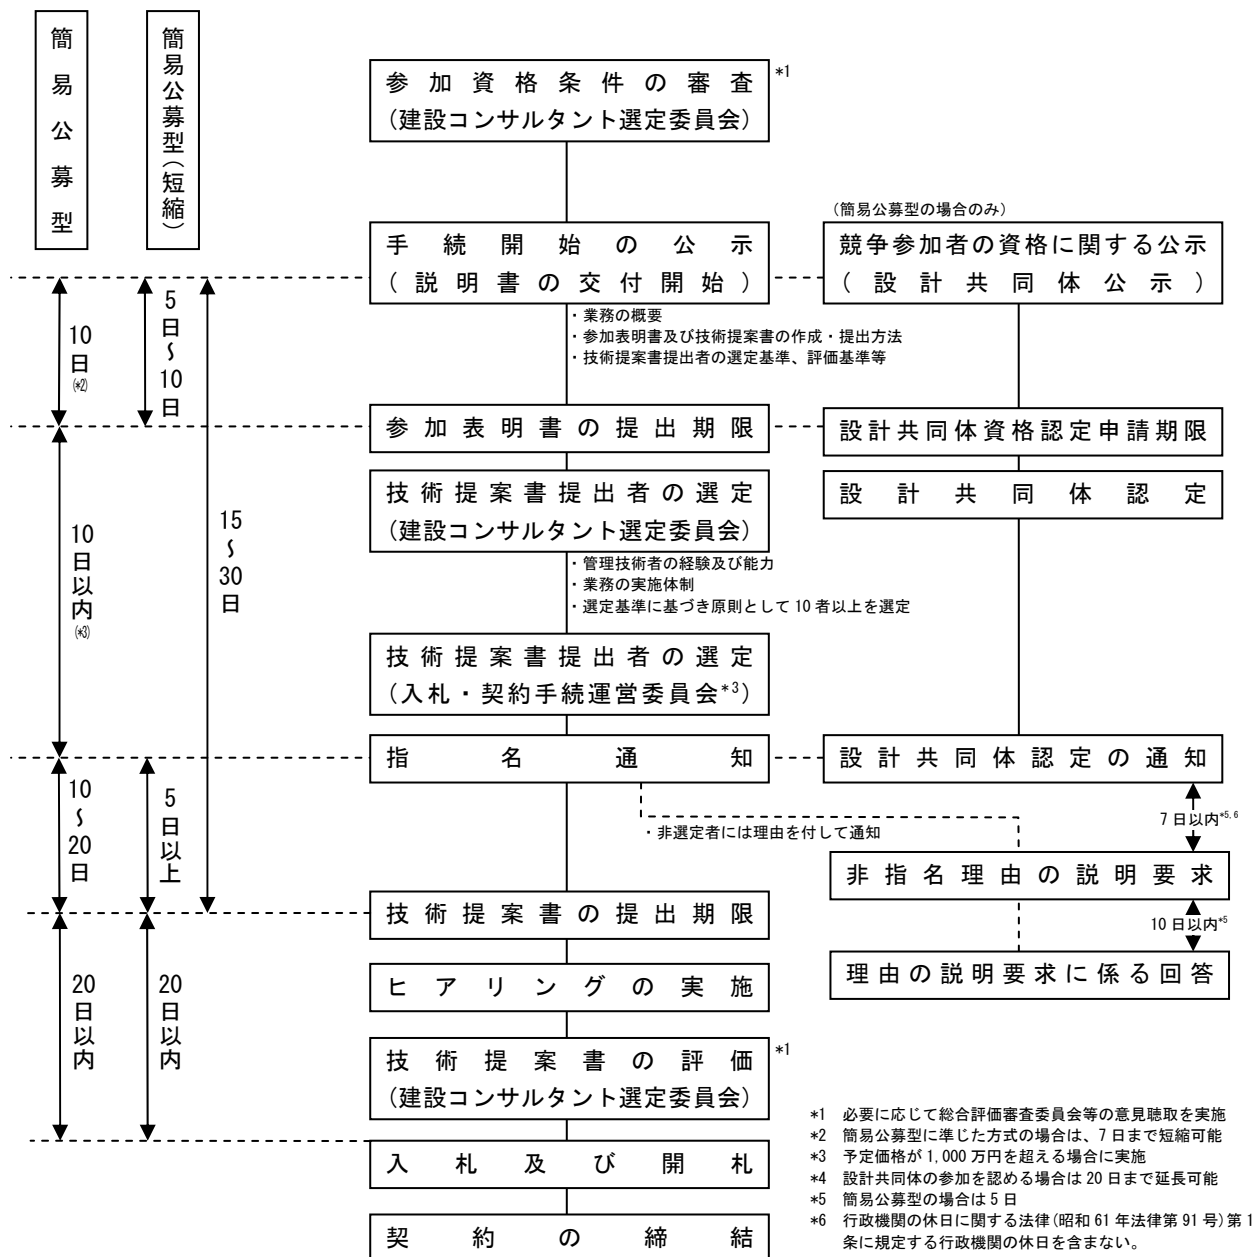 簡易公募型
簡易公募型(短縮)
参加資格条件の審査 *1
(建設コンサルタント選定委員会)
手続開始の公示
(説明書の交付開始)
(簡易公募型の場合のみ)
競争参加者の資格に関する公示
(設計共同体公示)
・業務の概要
・参加表明書及び技術提案書の作成・提出方法
・技術提案書提出者の選定基準、評価基準等
10日(*2)
5日~10日
参加表明書の提出期限
設計共同体資格認定申請期限
技術提案書提出者の選定
(建設コンサルタント選定委員会)
設計共同体認定
・管理技術者の経験及び能力
・業務の実施体制
・選定基準に基づき原則として10者以上を選定
10日以内(*3)
15~30日
技術提案書提出者の選定
(入札・契約手続運営委員会*3)
指名通知
設計共同体認定の通知
・非選定者には理由を付して通知
7日以内*5,6
10~20日
5日以上
非指名理由の説明要求
技術提案書の提出期限
10日以内*5
ヒアリングの実施
理由の説明要求に係る回答
20日以内
20日以内
技術提案書の評価 *1
(建設コンサルタント選定委員会)
入札及び開札
契約の締結
*1 必要に応じて総合評価審査委員会等の意見聴取を実施
*2 簡易公募型に準じた方式の場合は、7日まで短縮可能
*3 予定価格が1,000万円を超える場合に実施
*4 設計共同体の参加を認める場合は20日まで延長可能
*5 簡易公募型の場合は5日
*6 行政機関の休日に関する法律(昭和61年法律第91号)第1
条に規定する行政機関の休日を含まない。